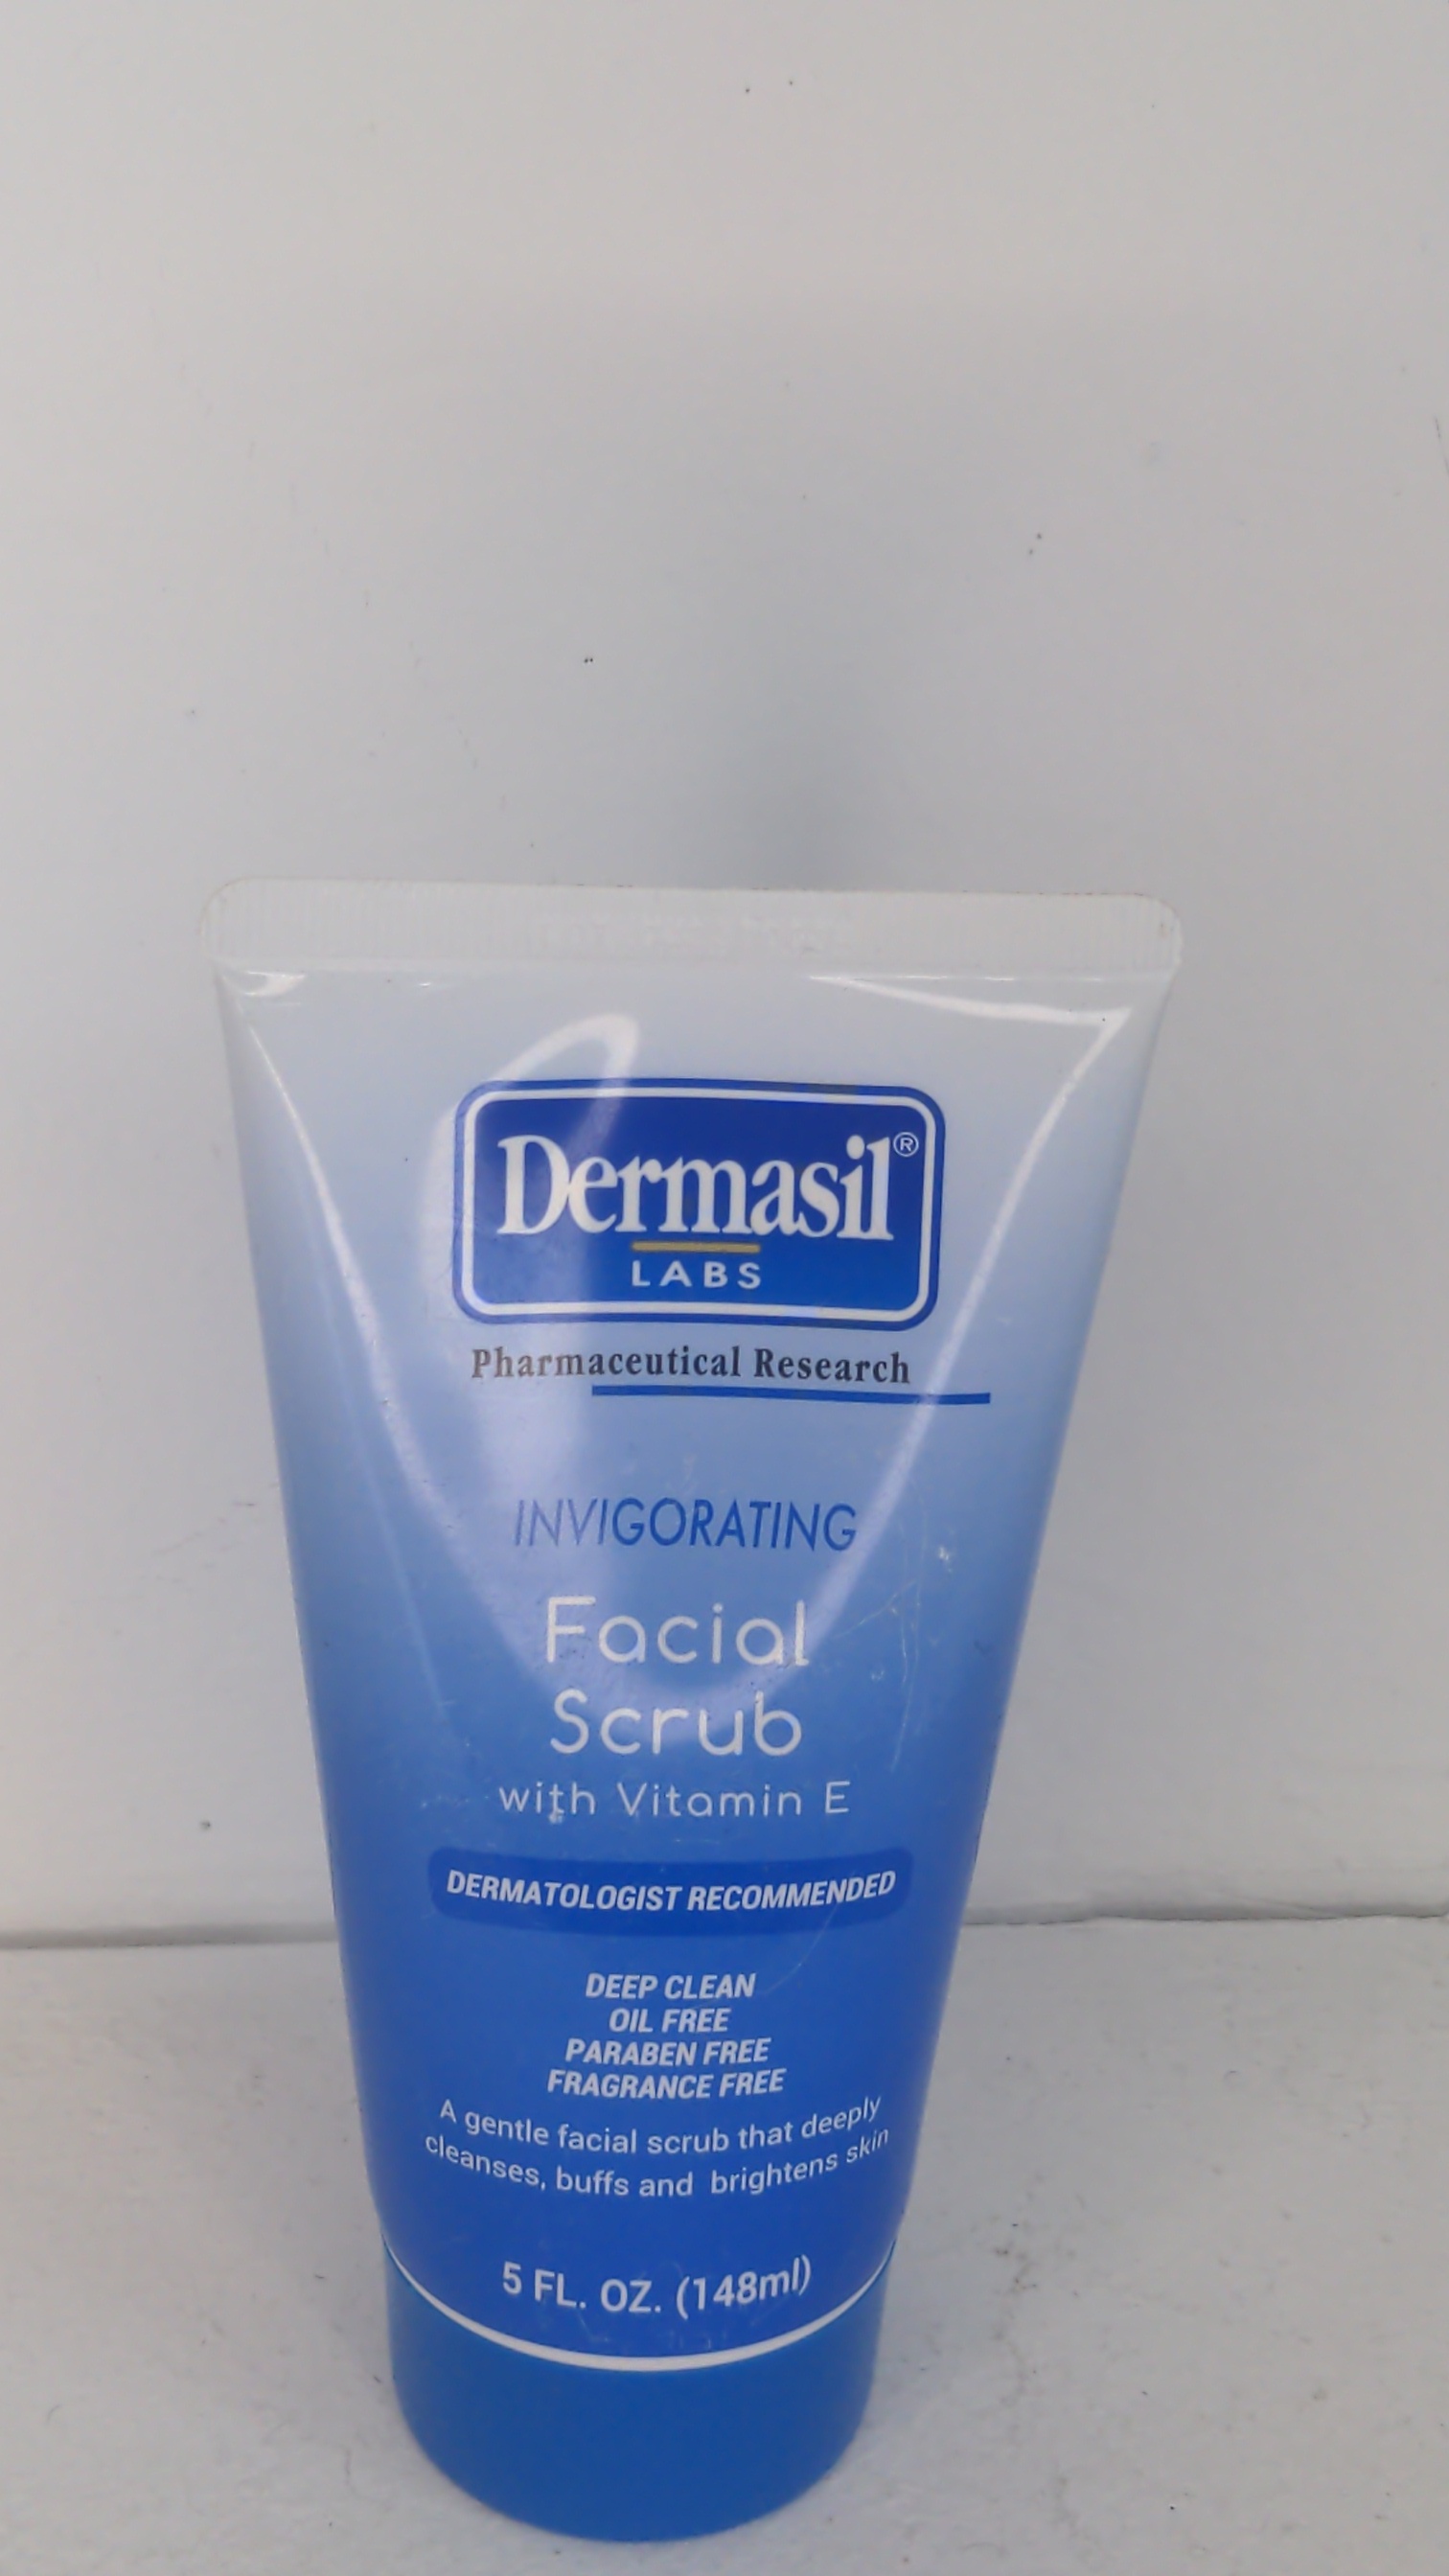 Dermasil®
LABS
Pharmaceutical Research
INVIGORATING
Facial
Scrub
with Vitamin E
DERMATOLOGIST RECOMMENDED
DEEP CLEAN
OIL FREE
PARABEN FREE
FRAGRANCE FREE
A gentle facial scrub that deeply
cleanses, buffs and brightens skin
5 FL. OZ. (148ml)